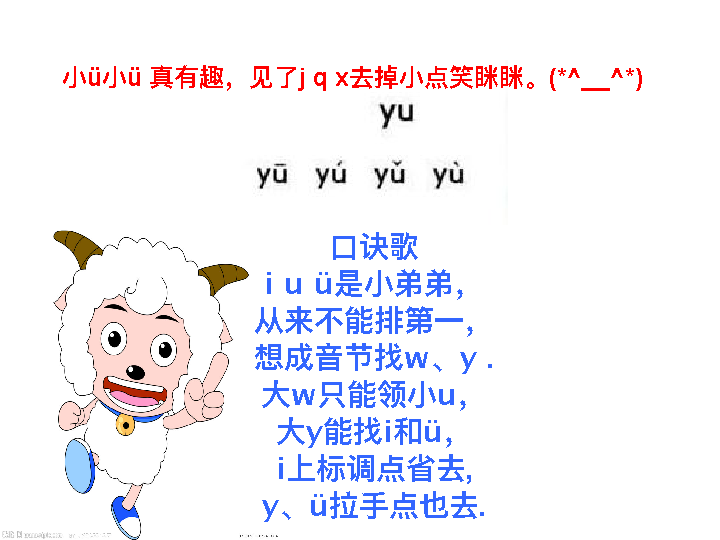 小ü小ü 真有趣，见了j q x去掉小点笑眯眯。(*^__^*)
yu
yū yú yǔ yù
口诀歌
i u ü是小弟弟，
从来不能排第一，
想成音节找w、y .
大w只能领小u，
大y能找i和ü，
i上标调点省去,
y、ü拉手点也去.